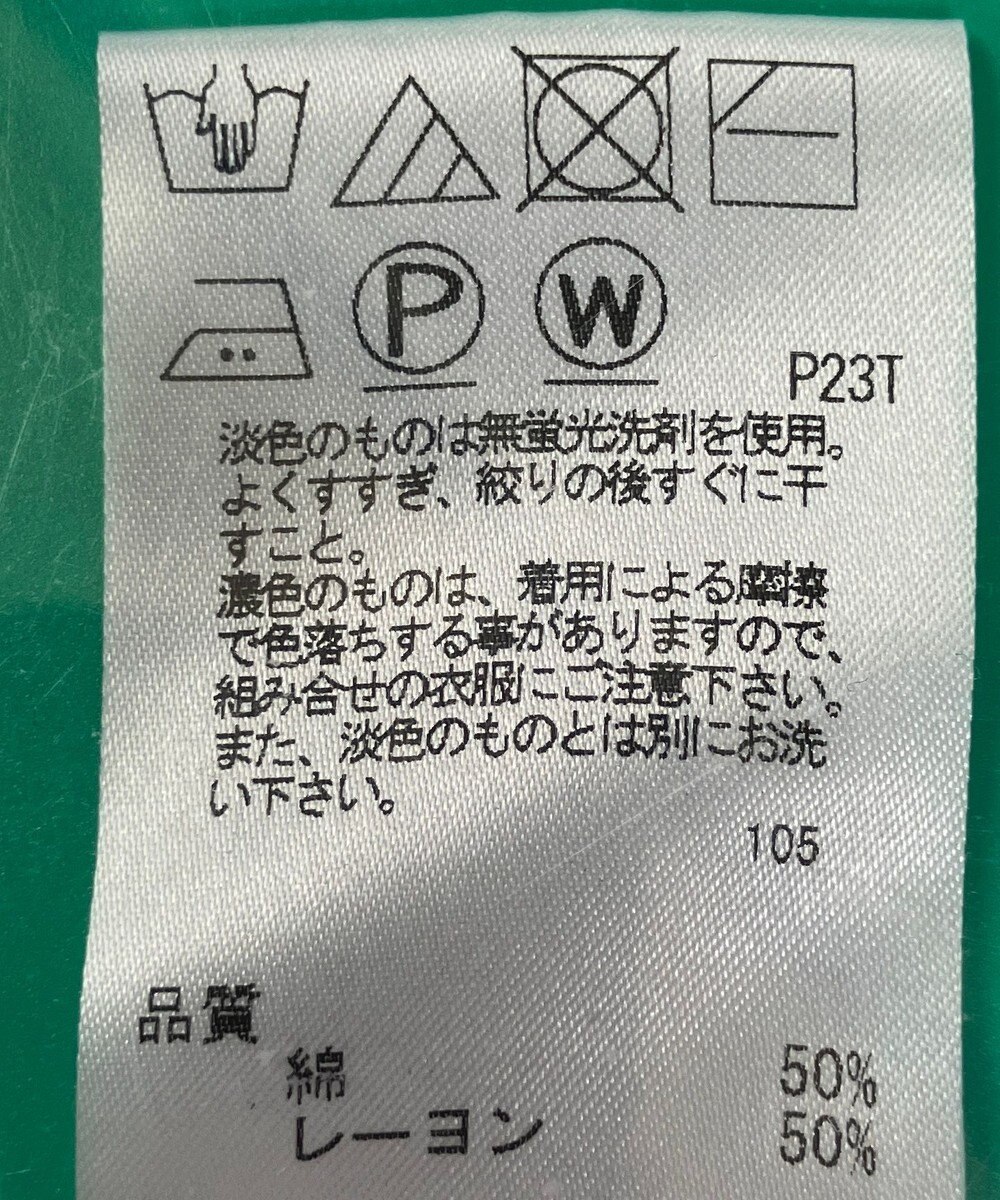 P
W
P23T
淡色のものは無蛍光洗剤を使用。
よくすすぎ、絞りの後すぐに干
すこと。
濃色のものは、着用による摩擦
で色落ちする事がありますので、
組み合せの衣服にご注意下さい。
また、淡色のものとは別にお洗
い下さい。
105
品質
綿 50%
レーヨン 50%